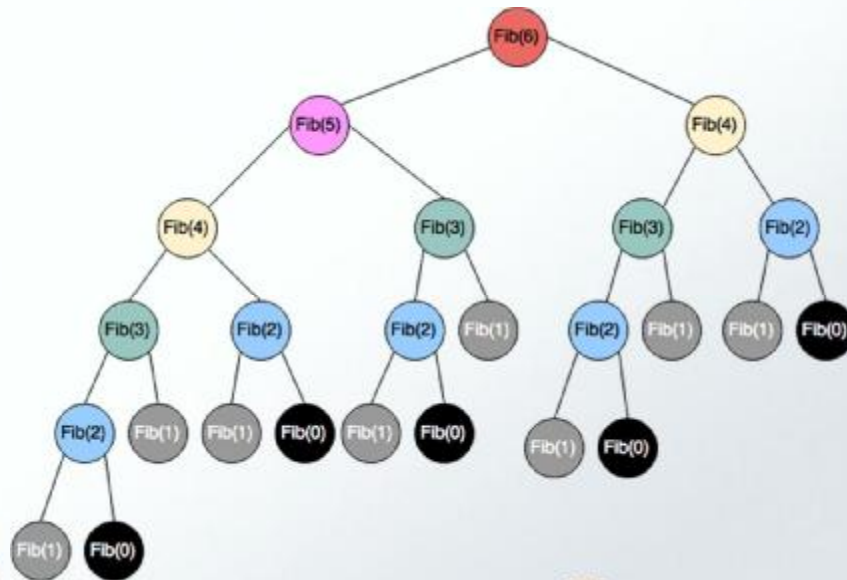 Fib(6)
Fib(5) Fib(4)
Fib(4) Fib(3) Fib(3) Fib(2)
Fib(3) Fib(2) Fib(2) Fib(1) Fib(2) Fib(1) Fib(1) Fib(0)
Fib(2) Fib(1) Fib(1) Fib(0) Fib(1) Fib(0) Fib(1) Fib(0)
Fib(1) Fib(0)